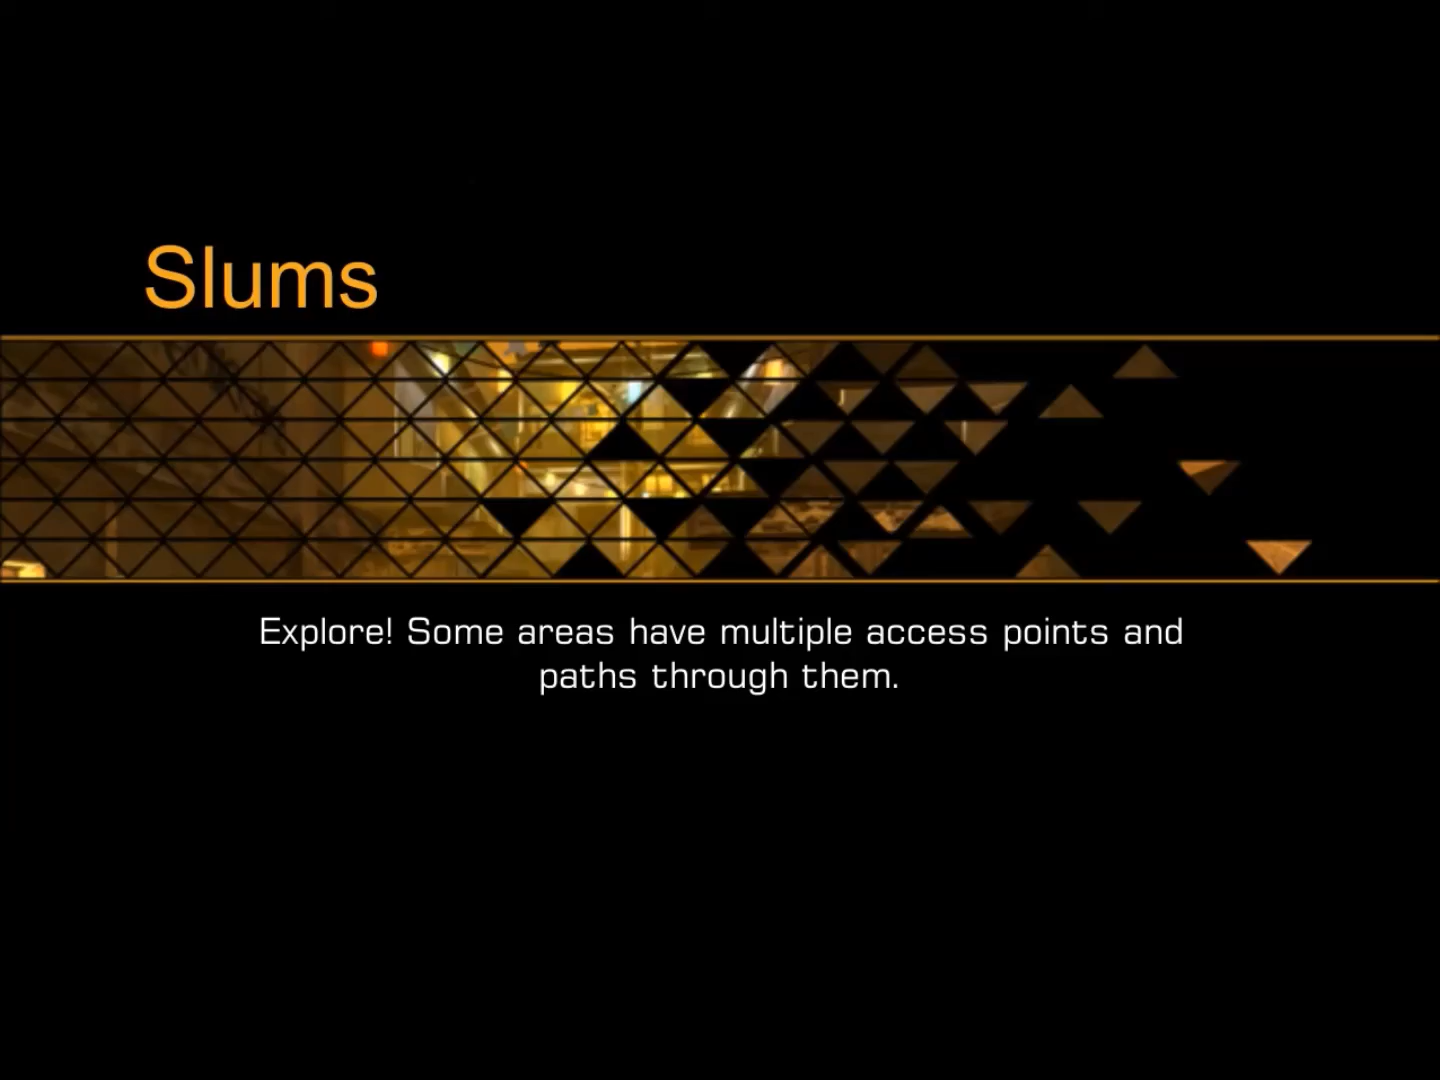 Slums
Explore! Some areas have multiple access points and
paths through them.